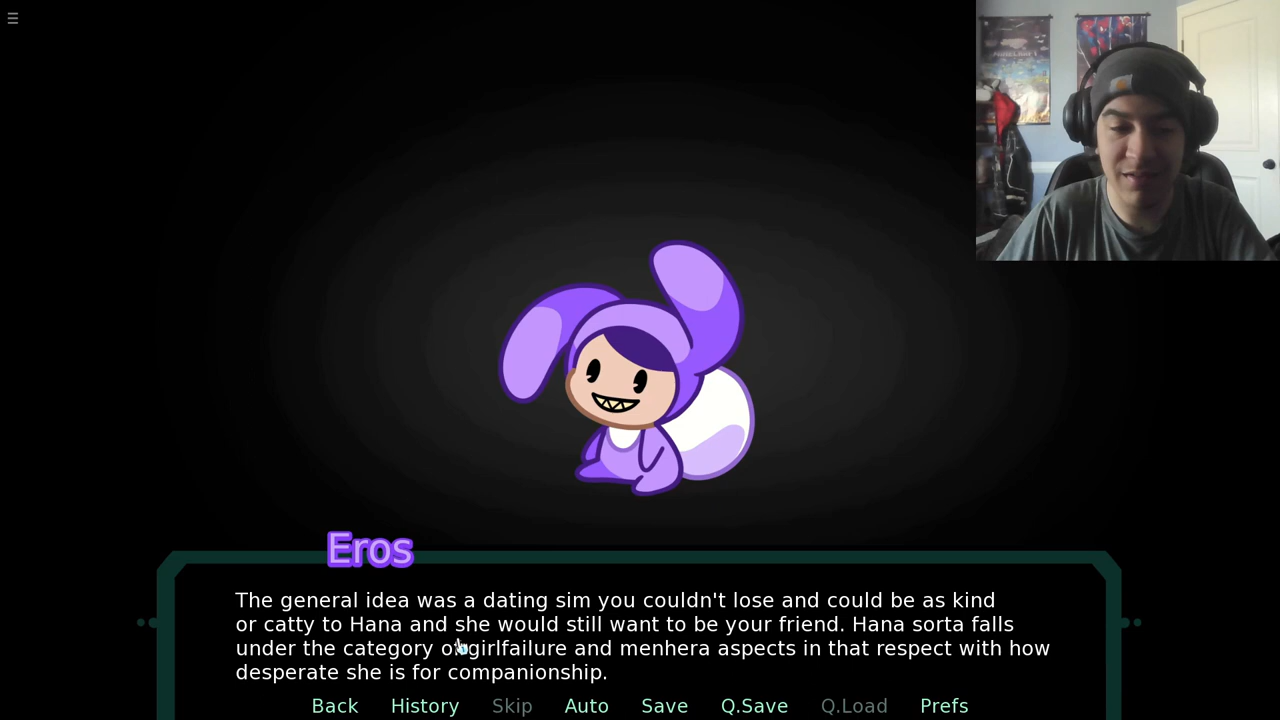 Eros
The general idea was a dating sim you couldn't lose and could be as kind
or catty to Hana and she would still want to be your friend. Hana sorta falls
under the category of girlfailure and menhera aspects in that respect with how
desperate she is for companionship.
Back History Skip Auto Save Q.Save Q.Load Prefs